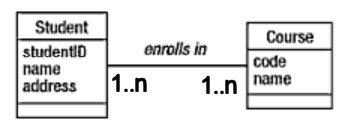 Student
studentID
name
address
enrolls in
1..n
1..n
Course
code
name